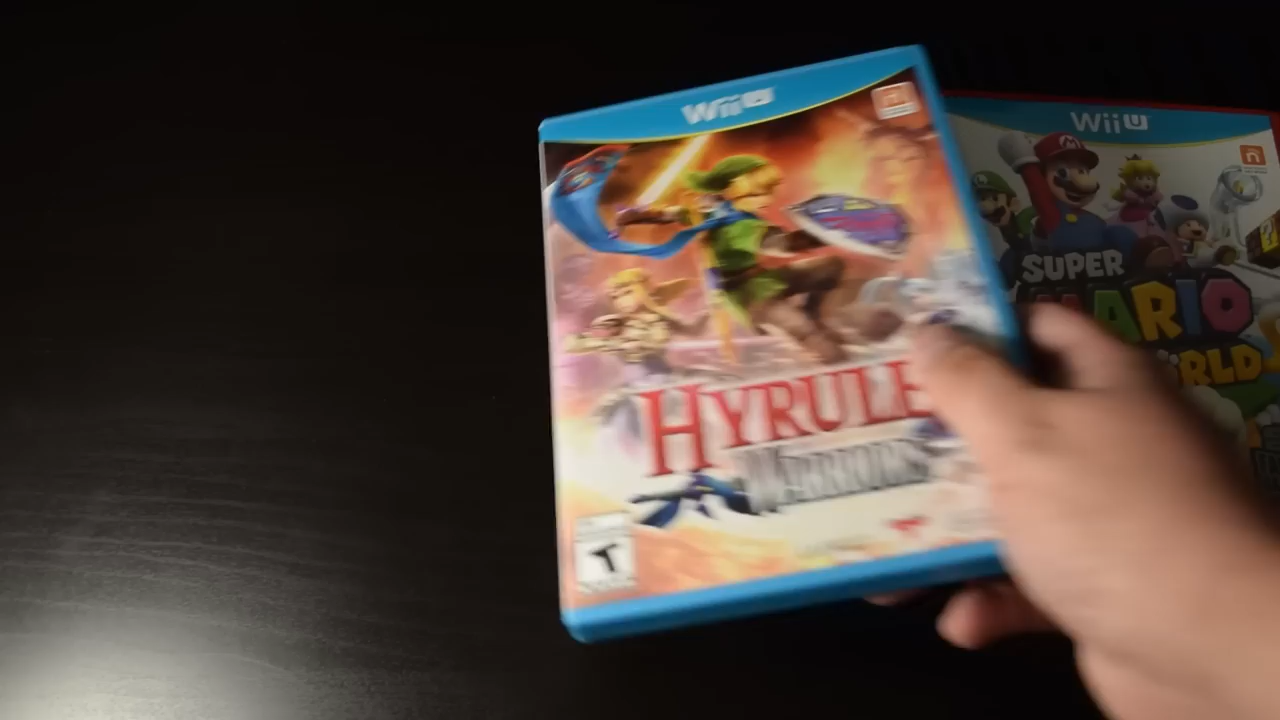 Wii U
HYRULE
WARRIORS
T
Wii U
SUPER
MARIO
WORLD